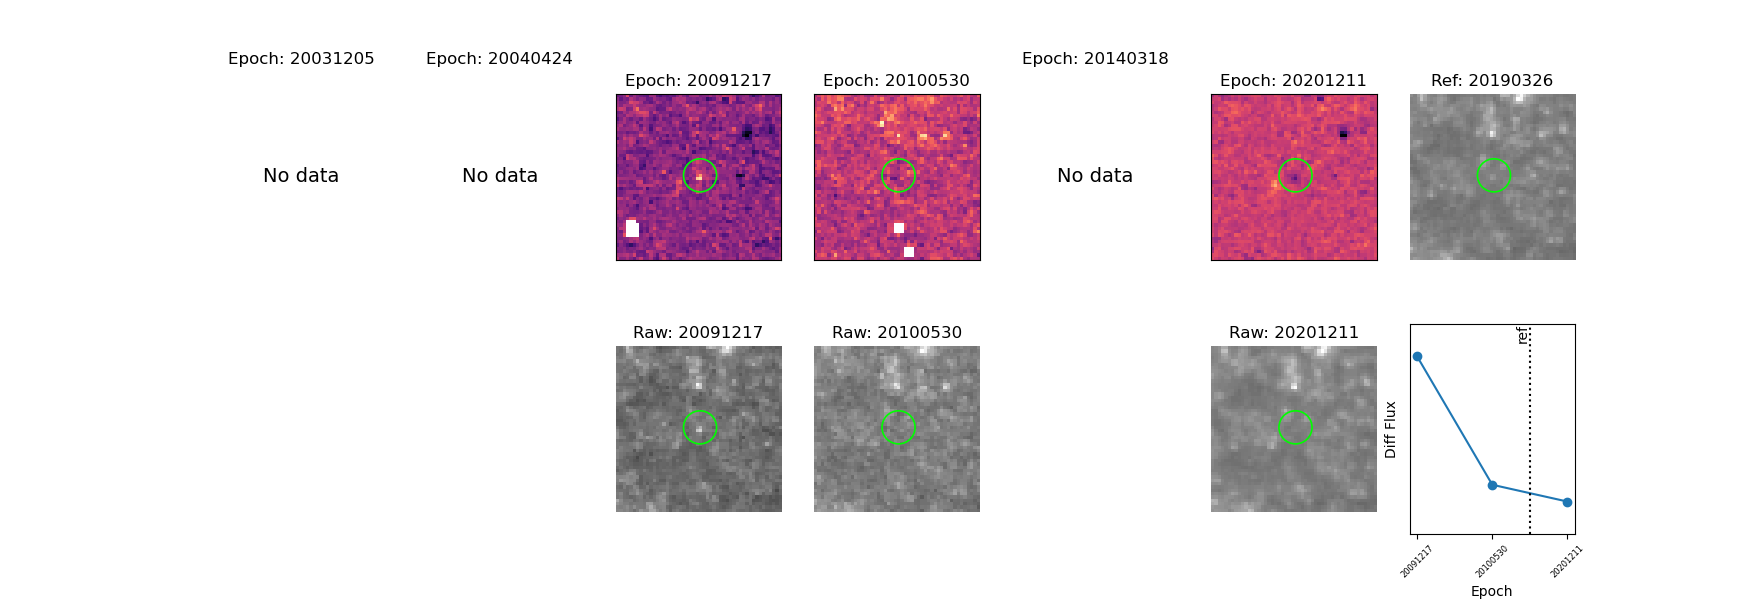 Epoch: 20031205
Epoch: 20040424
Epoch: 20140318
Epoch: 20091217
Epoch: 20100530
Epoch: 20201211
Ref: 20190326
No data
No data
No data
Raw: 20091217
Raw: 20100530
Raw: 20201211
ref
Diff Flux
20091217
20100530
20201211
Epoch